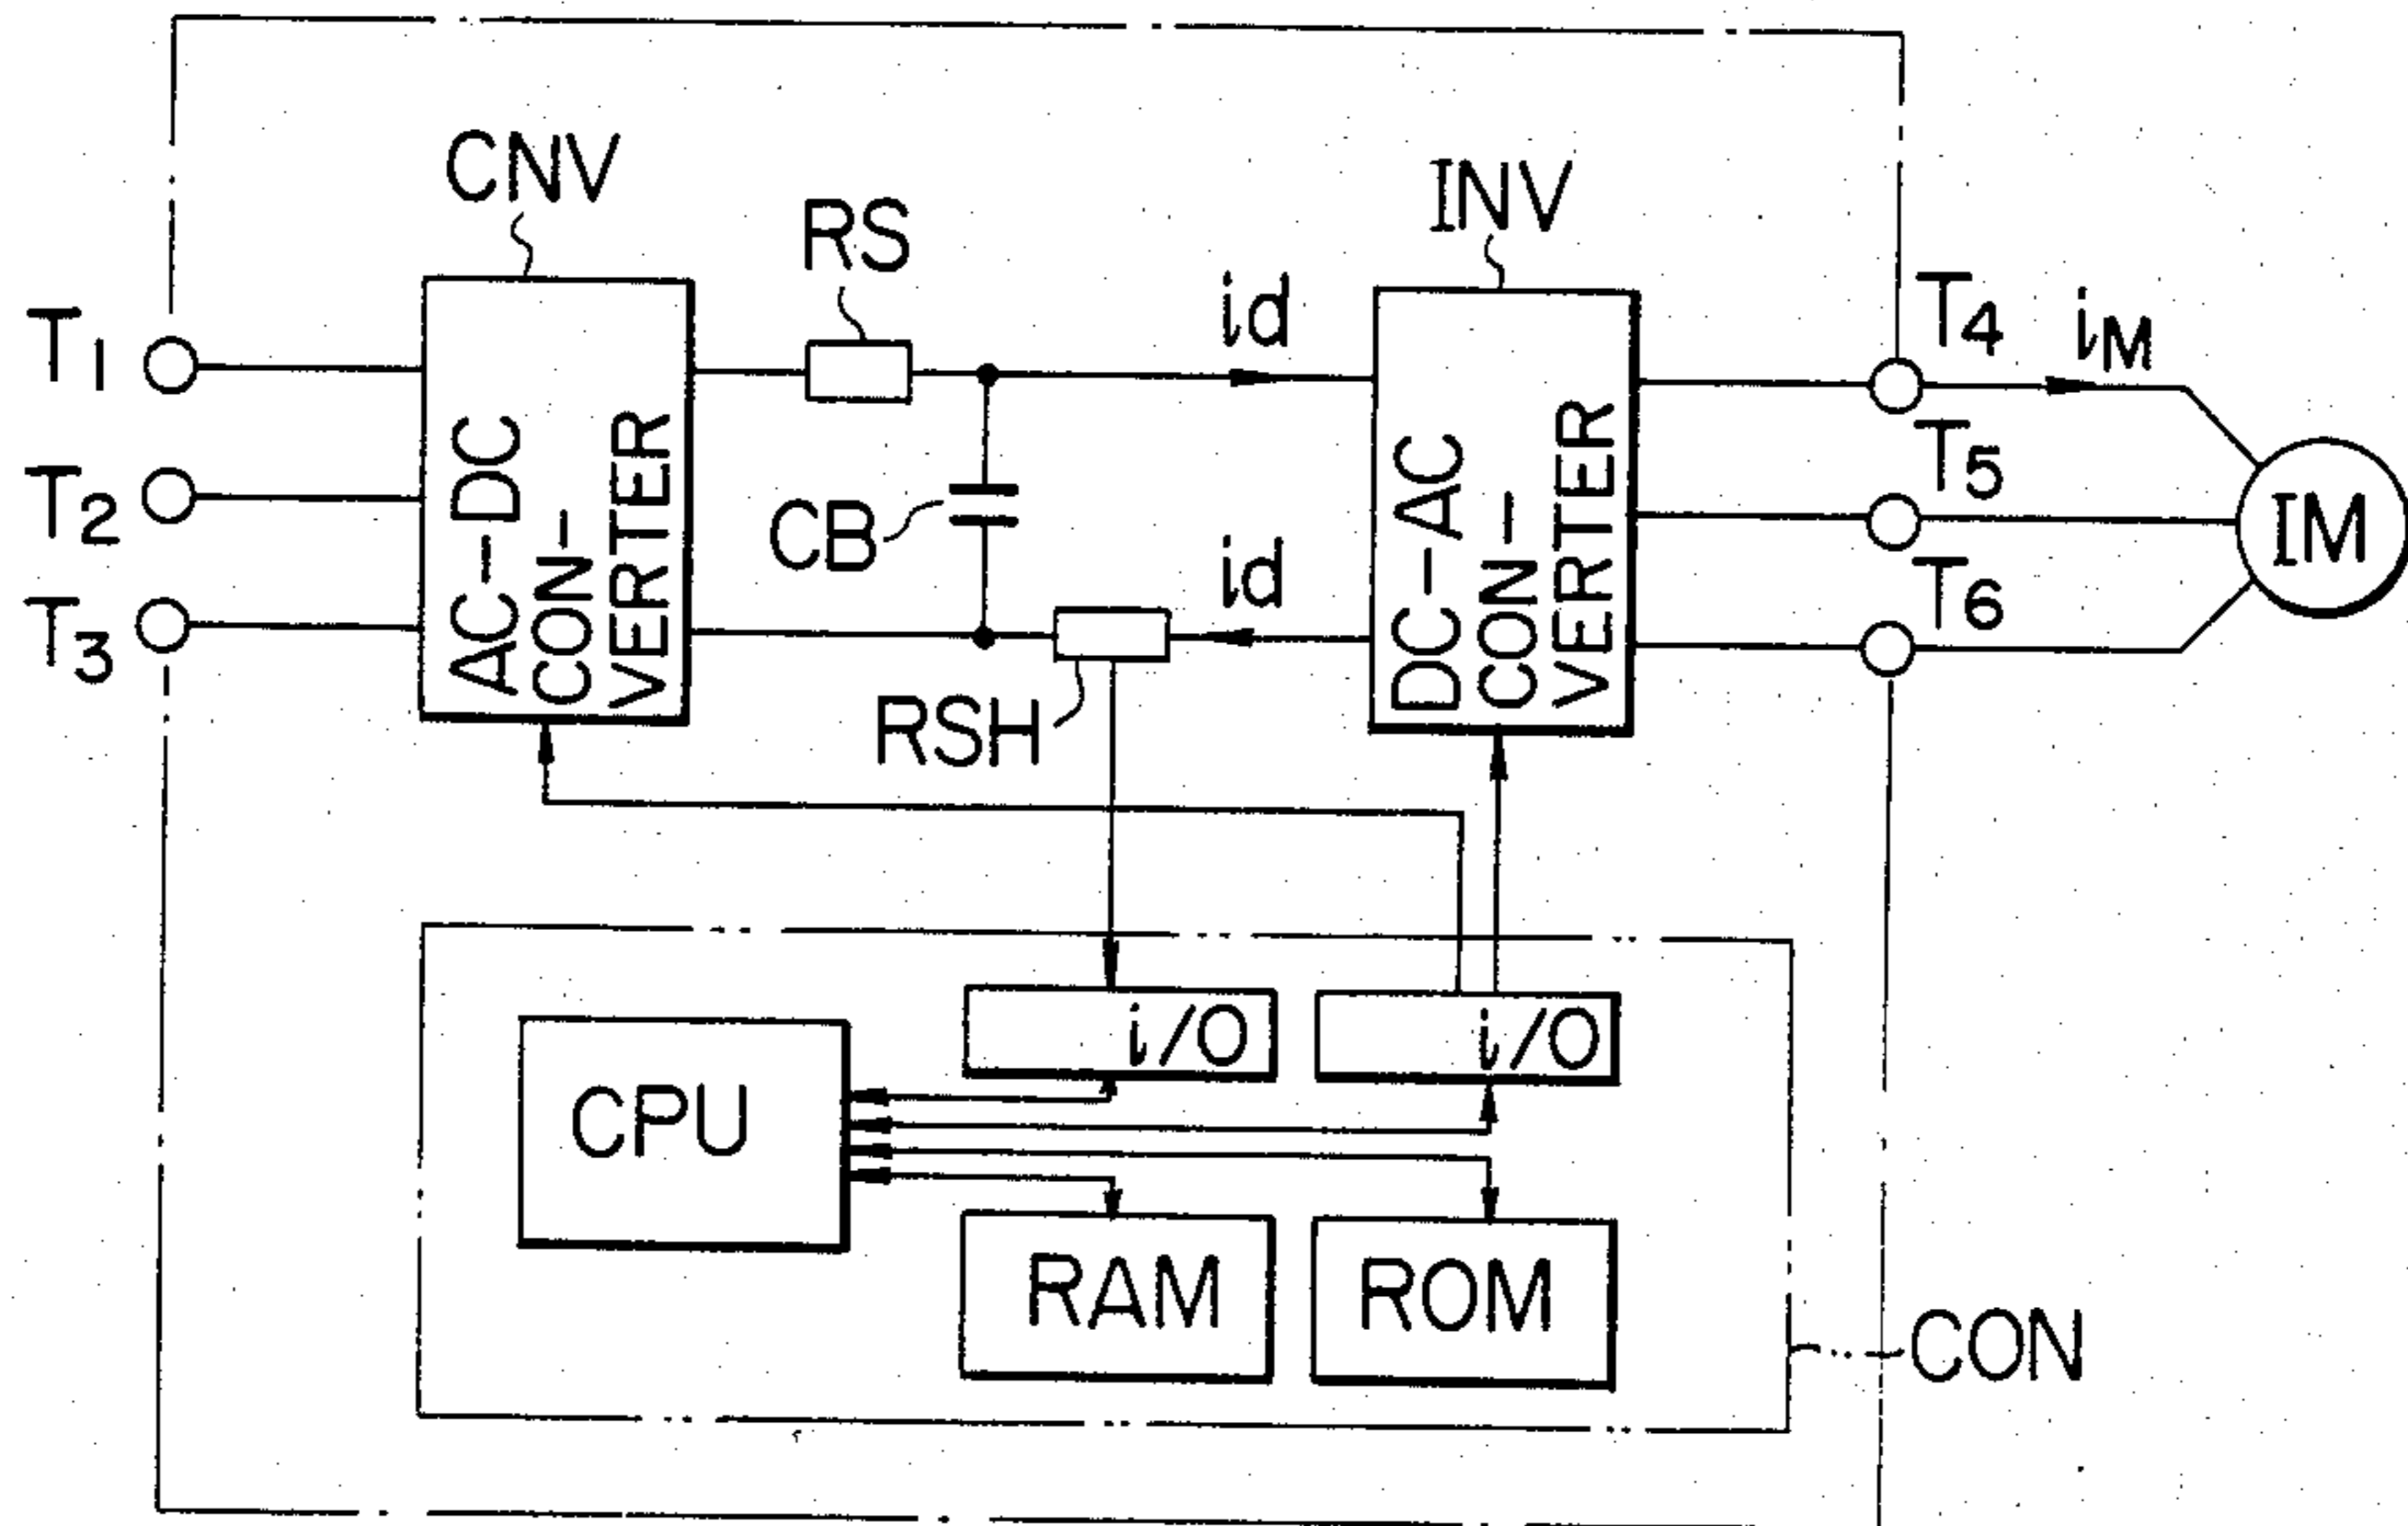 CNV
RS
INV
id
T1
T4
iM
AC-DC
CON-
VERTER
DC-AC
CON-
VERTER
T2
T5
CB
IM
id
T3
T6
RSH
i/O
i/O
CPU
RAM
ROM
CON